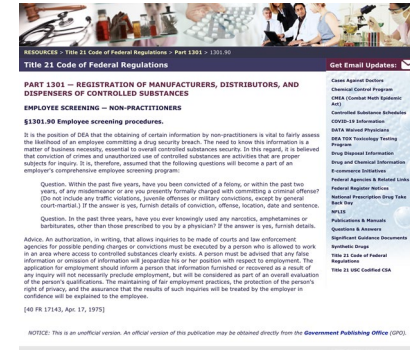 RESOURCES > Title 21 Code of Federal Regulations > Part 1301 > 1301.90
Title 21 Code of Federal Regulations
Get Email Updates:
PART 1301 — REGISTRATION OF MANUFACTURERS, DISTRIBUTORS, AND
DISPENSERS OF CONTROLLED SUBSTANCES
EMPLOYEE SCREENING — NON-PRACTITIONERS
§1301.90 Employee screening procedures.
It is the position of DEA that the obtaining of certain information by non-practitioners is vital to fairly assess
the likelihood of an employee committing a drug security breach. The need to know this information is a
matter of business necessity, essential to overall controlled substances security. In this regard, it is believed
that conviction of crimes and unauthorized use of controlled substances are activities that are proper
subjects for inquiry. It is, therefore, assumed that the following questions will become a part of an
employer's comprehensive employee screening program:
Question. Within the past five years, have you been convicted of a felony, or within the past two
years, of any misdemeanor or are you presently formally charged with committing a criminal offense?
(Do not include any traffic violations, juvenile offenses or military convictions, except by general
court-martial.) If the answer is yes, furnish details of conviction, offense, location, date and sentence.
Question. In the past three years, have you ever knowingly used any narcotics, amphetamines or
barbiturates, other than those prescribed to you by a physician? If the answer is yes, furnish details.
Advice. An authorization, in writing, that allows inquiries to be made of courts and law enforcement
agencies for possible pending charges or convictions must be executed by a person who is allowed to work
in an area where access to controlled substances clearly exists. A person must be advised that any false
information or omission of information will jeopardize his or her position with respect to employment. The
application for employment should inform a person that information furnished or recovered as a result of
any inquiry will not necessarily preclude employment, but will be considered as part of an overall evaluation
of the person's qualifications. The maintaining of fair employment practices, the protection of the person's
right of privacy, and the assurance that the results of such inquiries will be treated by the employer in
confidence will be explained to the employee.
[40 FR 17143, Apr. 17, 1975]
Cases Against Doctors
Chemical Control Program
CMEA (Combat Meth Epidemic
Act)
Controlled Substance Schedules
COVID-19 Information
DATA Waived Physicians
DEA TOX Toxicology Testing
Program
Drug Disposal Information
Drug and Chemical Information
E-commerce Initiatives
Federal Agencies & Related Links
Federal Register Notices
National Prescription Drug Take
Back Day
NFLIS
Publications & Manuals
Questions & Answers
Significant Guidance Documents
Synthetic Drugs
Title 21 Code of Federal
Regulations
Title 21 USC Codified CSA
NOTICE: This is an unofficial version. An official version of this publication may be obtained directly from the Government Publishing Office (GPO).